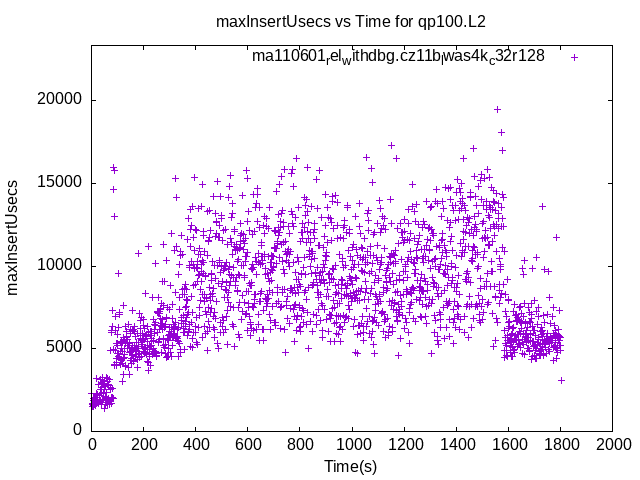 maxInsertUsecs vs Time for qp100.L2
ma110601_rel_withdbg.cz11b_bwas4k_c32r128
20000
15000
10000
5000
0
maxInsertUsecs
0 200 400 600 800 1000 1200 1400 1600 1800 2000
Time(s)